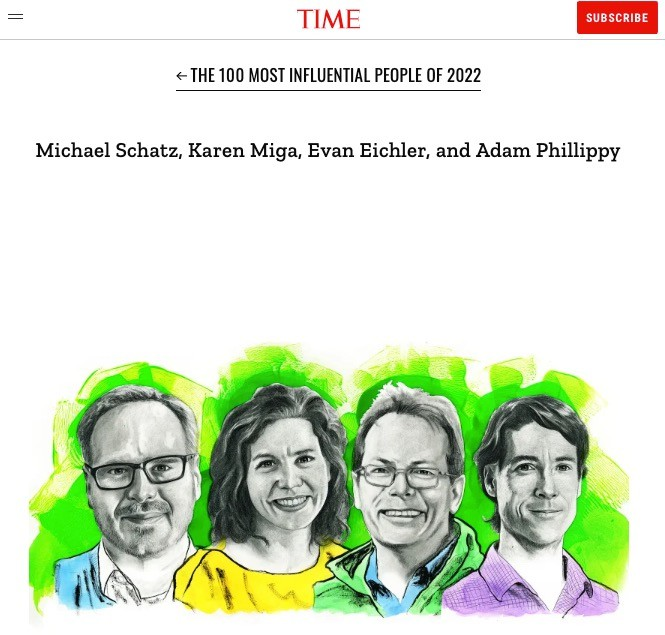 TIME
SUBSCRIBE
← THE 100 MOST INFLUENTIAL PEOPLE OF 2022
Michael Schatz, Karen Miga, Evan Eichler, and Adam Phillippy